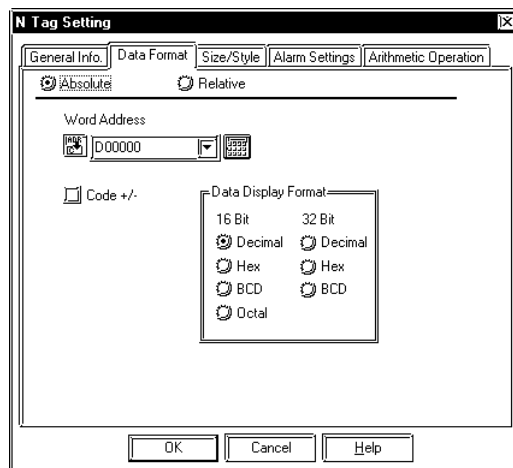 N Tag Setting
General Info. Data Format Size/Style Alarm Settings Arithmetic Operation
Absolute Relative
Word Address
D00000
Code +/-
Data Display Format
16 Bit 32 Bit
Decimal Decimal
Hex Hex
BCD BCD
Octal
OK Cancel Help